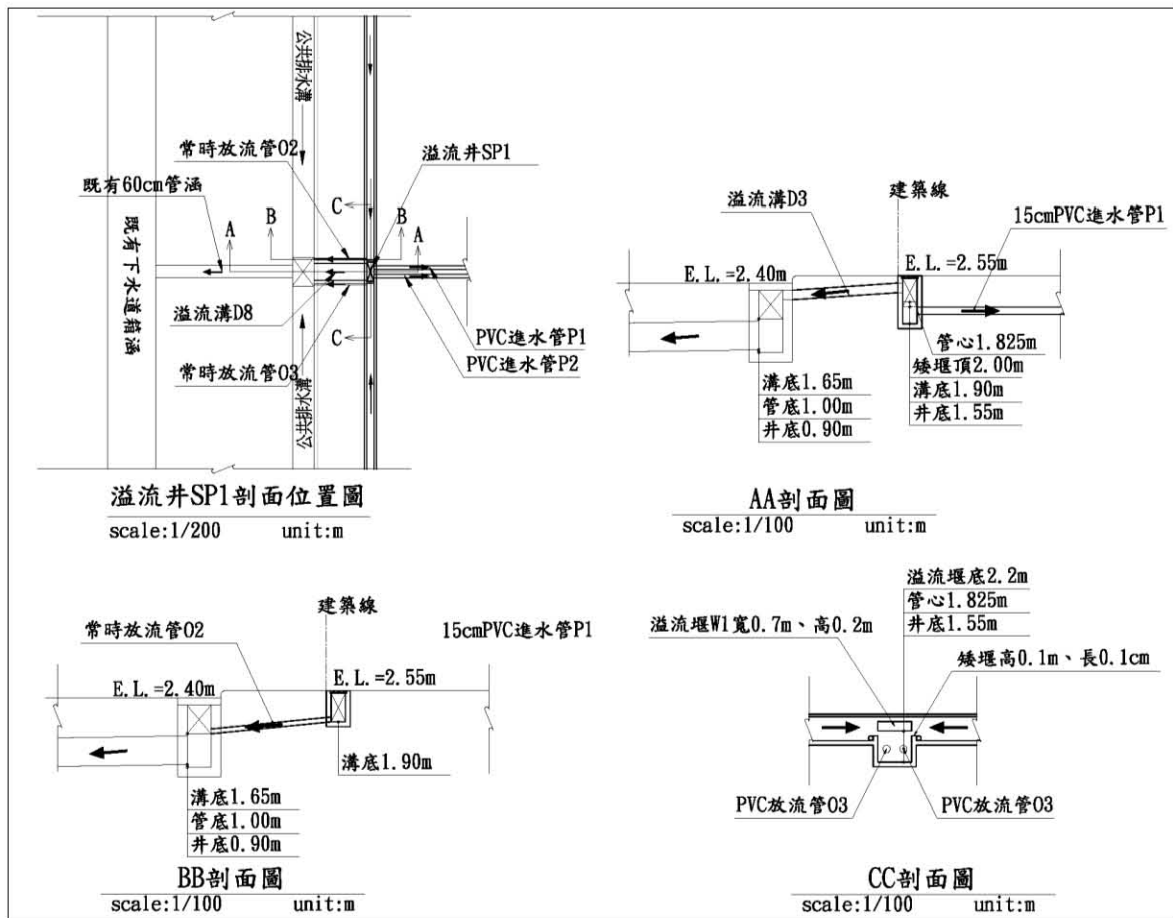 公共排水溝
常時放流管O2
溢流井SP1
既有60cm管涵
既有下水道箱涵
C
B
B
A
A
溢流溝D8
C
PVC進水管P1
PVC進水管P2
常時放流管O3
公共排水溝
溢流井SP1剖面位置圖
scale:1/200 unit:m
建築線
溢流溝D3
15cmPVC進水管P1
E.L.=2.40m
E.L.=2.55m
管心1.825m
矮堰頂2.00m
溝底1.90m
井底1.55m
溝底1.65m
管底1.00m
井底0.90m
AA剖面圖
scale:1/100 unit:m
建築線
常時放流管O2
15cmPVC進水管P1
E.L.=2.40m
E.L.=2.55m
溝底1.90m
溝底1.65m
管底1.00m
井底0.90m
BB剖面圖
scale:1/100 unit:m
溢流堰底2.2m
管心1.825m
井底1.55m
溢流堰W1寬0.7m、高0.2m
矮堰高0.1m、長0.1cm
PVC放流管O3
PVC放流管O3
CC剖面圖
scale:1/100 unit:m